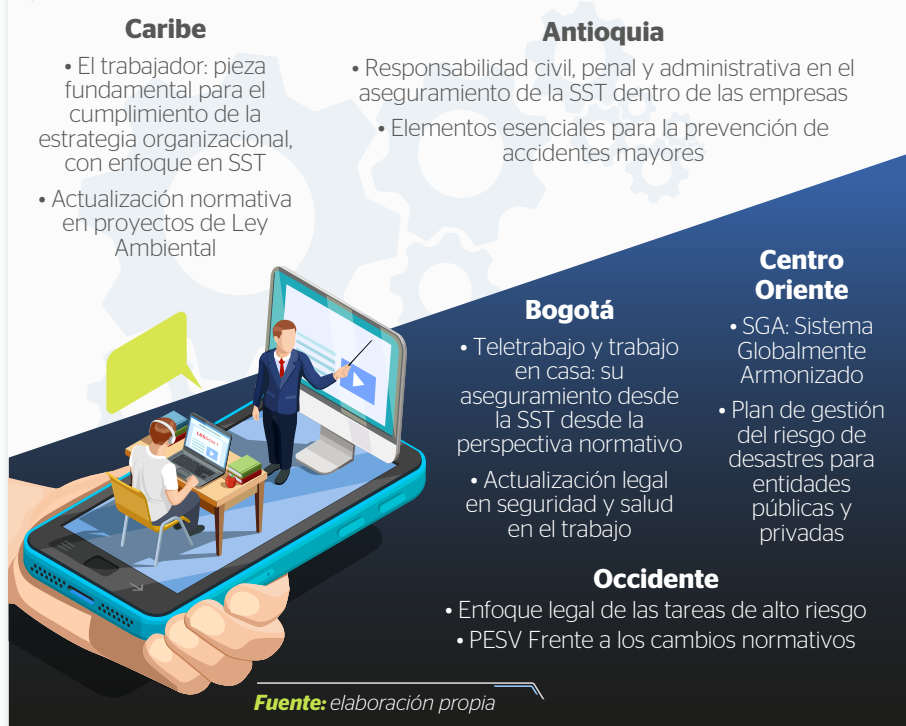 Caribe
• El trabajador: pieza
fundamental para el
cumplimiento de la
estrategia organizacional,
con enfoque en SST
• Actualización normativa
en proyectos de Ley
Ambiental
Antioquia
• Responsabilidad civil, penal y administrativa en el
aseguramiento de la SST dentro de las empresas
• Elementos esenciales para la prevención de
accidentes mayores
Bogotá
• Teletrabajo y trabajo
en casa: su
aseguramiento desde
la SST desde la
perspectiva normativo
• Actualización legal
en seguridad y salud
en el trabajo
Centro
Oriente
• SGA: Sistema
Globalmente
Armonizado
• Plan de gestión
del riesgo de
desastres para
entidades
públicas y
privadas
Occidente
• Enfoque legal de las tareas de alto riesgo
• PESV Frente a los cambios normativos
LESSON 1
Fuente: elaboración propia